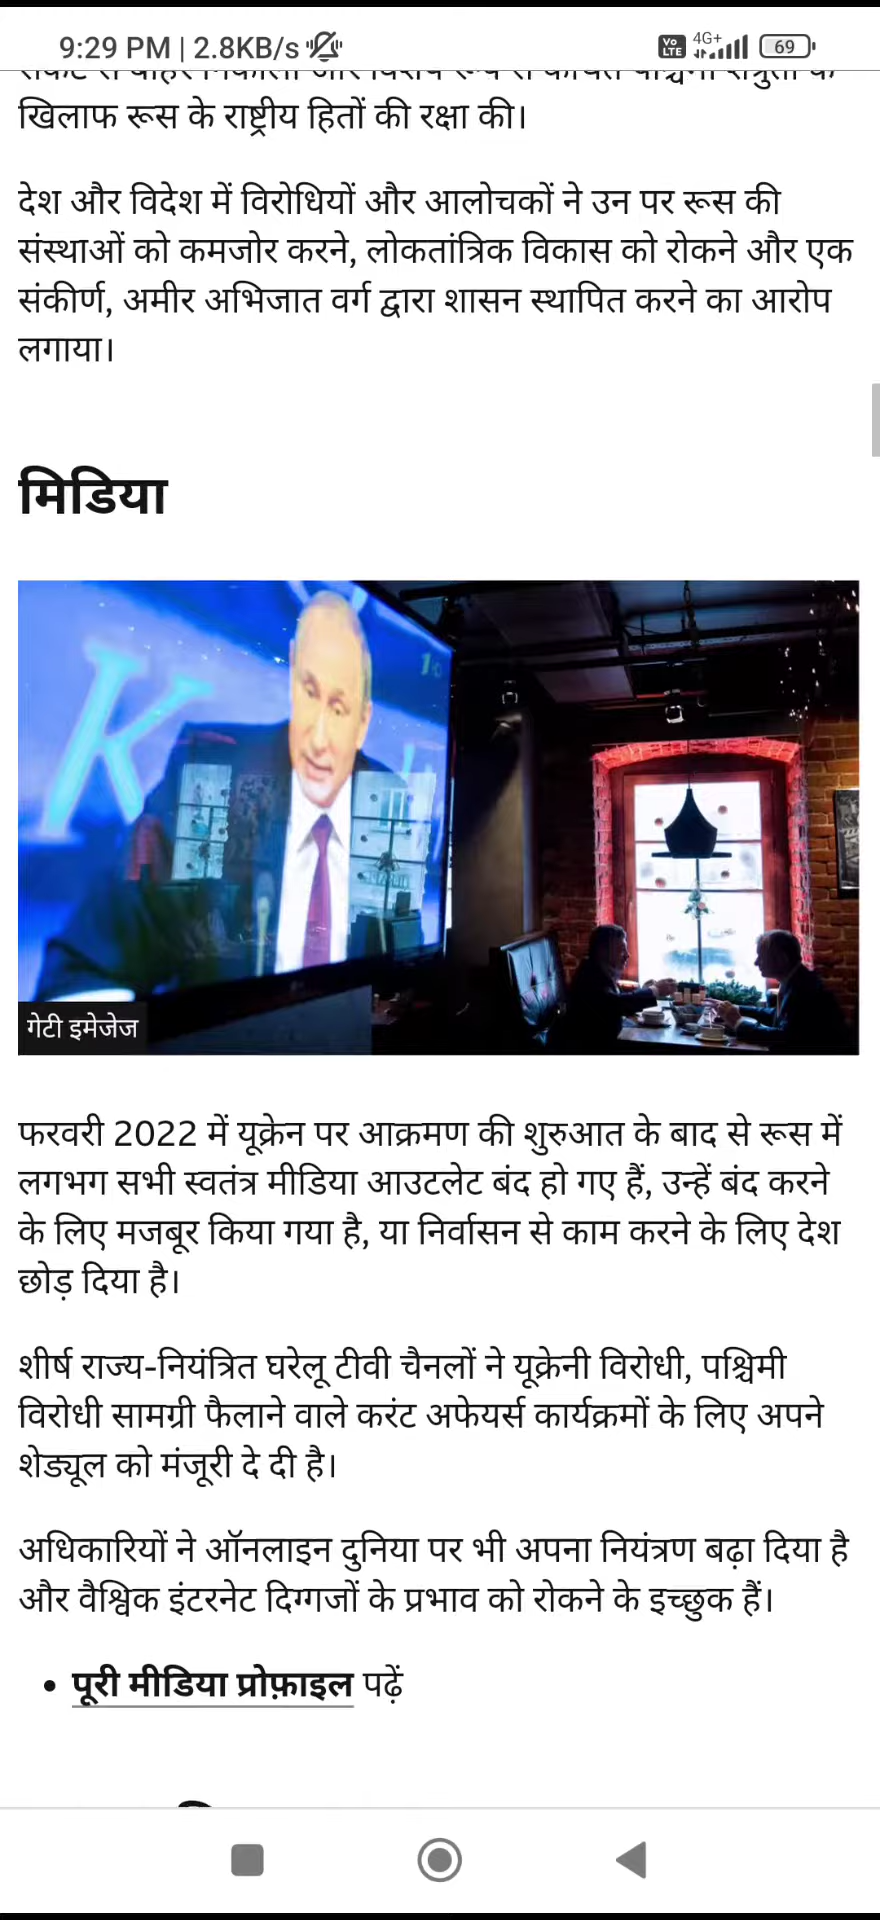 9:29 PM | 2.8KB/s
Vo LTE 4G+ 69
खिलाफ रूस के राष्ट्रीय हितों की रक्षा की।
देश और विदेश में विरोधियों और आलोचकों ने उन पर रूस की
संस्थाओं को कमजोर करने, लोकतांत्रिक विकास को रोकने और एक
संकीर्ण, अमीर अभिजात वर्ग द्वारा शासन स्थापित करने का आरोप
लगाया।
मिडिया
K
गेटी इमेजेज
फरवरी 2022 में यूक्रेन पर आक्रमण की शुरुआत के बाद से रूस में
लगभग सभी स्वतंत्र मीडिया आउटलेट बंद हो गए हैं, उन्हें बंद करने
के लिए मजबूर किया गया है, या निर्वासन से काम करने के लिए देश
छोड़ दिया है।
शीर्ष राज्य-नियंत्रित घरेलू टीवी चैनलों ने यूक्रेनी विरोधी, पश्चिमी
विरोधी सामग्री फैलाने वाले करंट अफेयर्स कार्यक्रमों के लिए अपने
शेड्यूल को मंजूरी दे दी है।
अधिकारियों ने ऑनलाइन दुनिया पर भी अपना नियंत्रण बढ़ा दिया है
और वैश्विक इंटरनेट दिग्गजों के प्रभाव को रोकने के इच्छुक हैं।
• पूरी मीडिया प्रोफ़ाइल पढ़ें